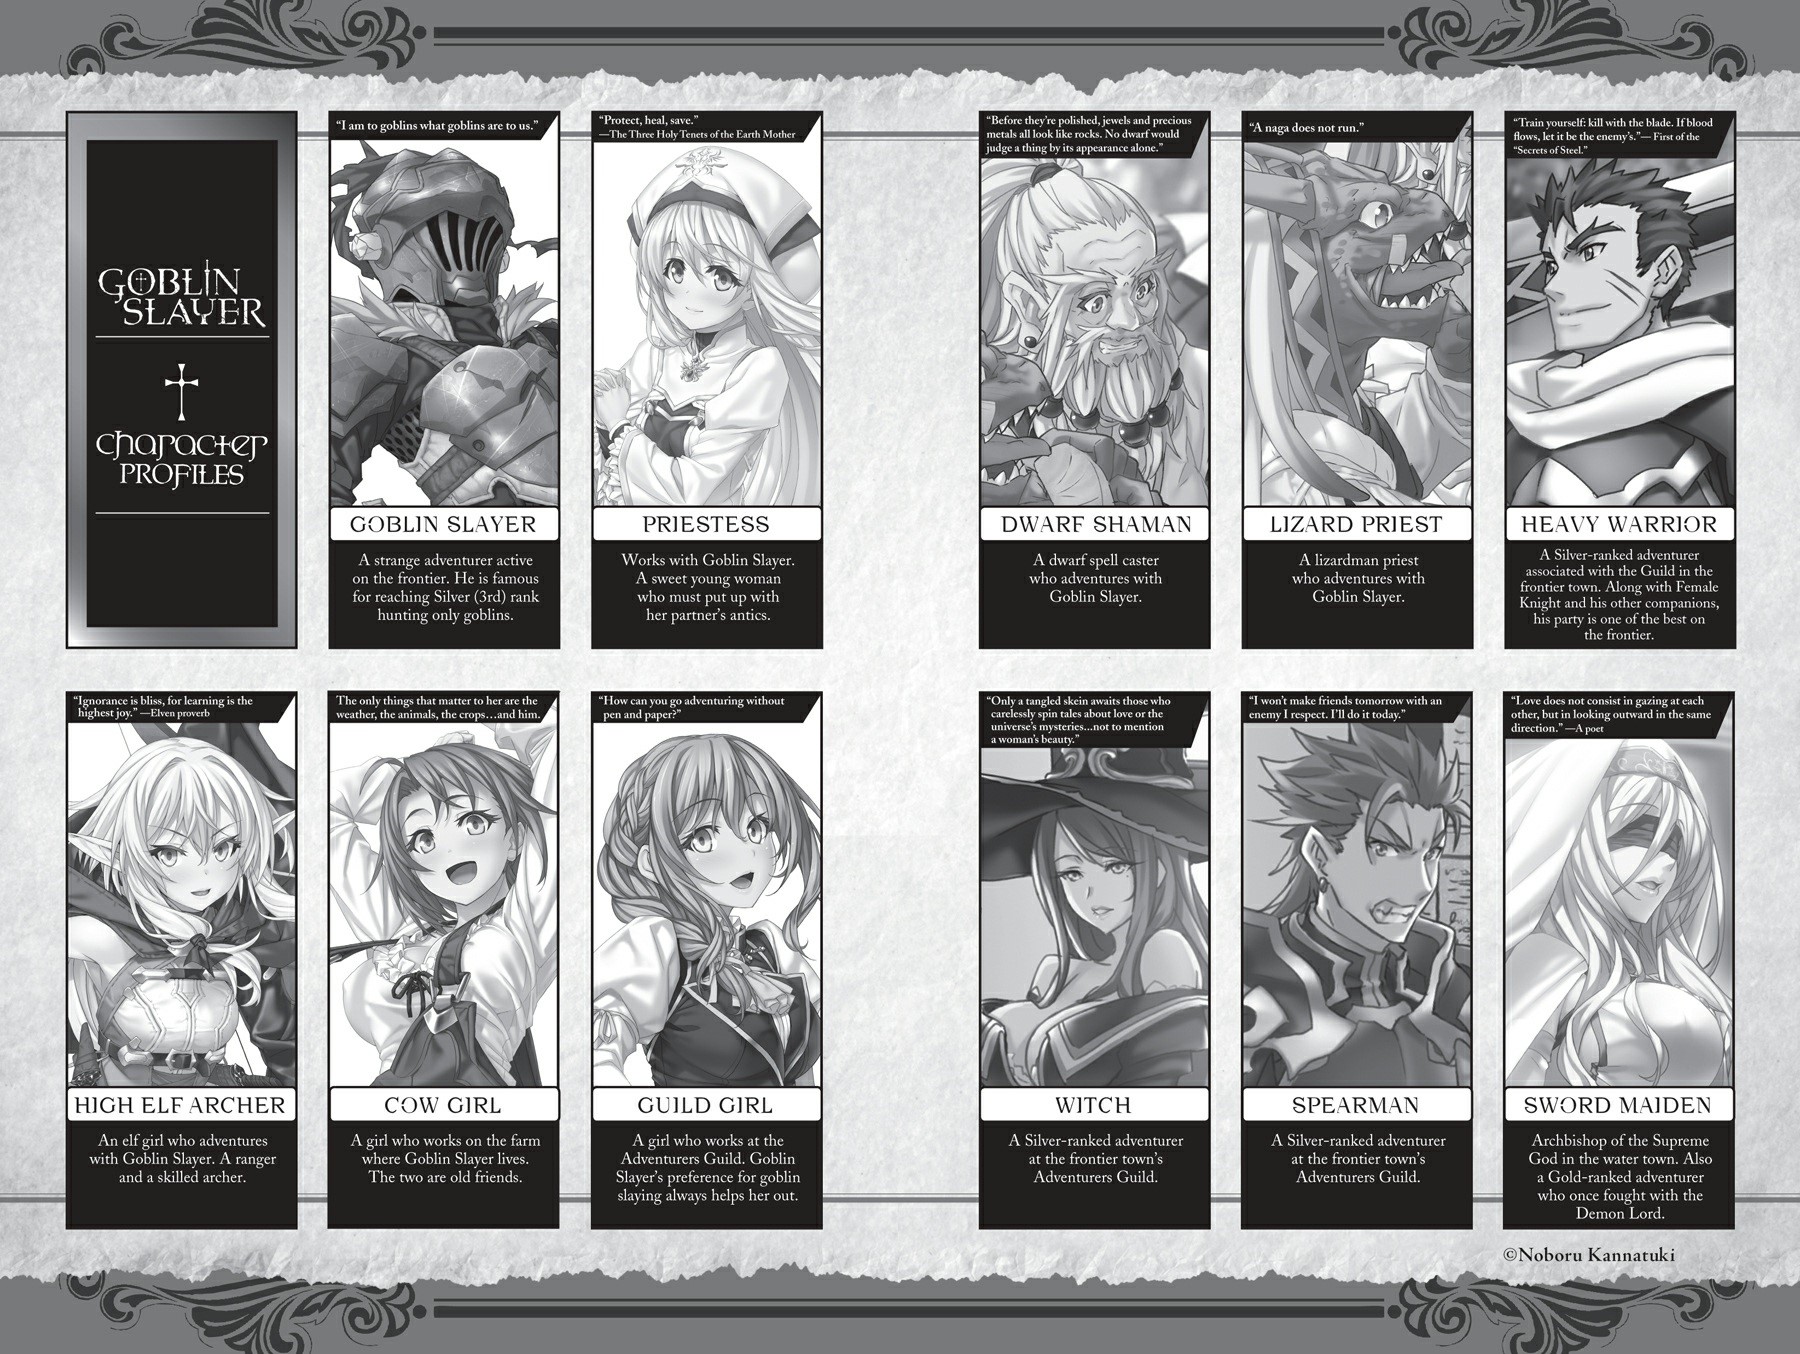 GOBLIN
SLAYER
Character
PROFILES
"I am to goblins what goblins are to us."
GOBLIN SLAYER
A strange adventurer active
on the frontier. He is famous
for reaching Silver (3rd) rank
hunting only goblins.
"Protect, heal, save."
—The Three Holy Tenets of the Earth Mother
PRIESTESS
Works with Goblin Slayer.
A sweet young woman
who must put up with
her partner's antics.
"Before they're polished, jewels and precious
metals all look like rocks. No dwarf would
judge a thing by its appearance alone."
DWARF SHAMAN
A dwarf spell caster
who adventures with
Goblin Slayer.
"A naga does not run."
LIZARD PRIEST
A lizardman priest
who adventures with
Goblin Slayer.
"Train yourself: kill with the blade. If blood
flows, let it be the enemy's."— First of the
"Secrets of Steel."
HEAVY WARRIOR
A Silver-ranked adventurer
associated with the Guild in the
frontier town. Along with Female
Knight and his other companions,
his party is one of the best on
the frontier.
"Ignorance is bliss, for learning is the
highest joy." —Elven proverb
HIGH ELF ARCHER
An elf girl who adventures
with Goblin Slayer. A ranger
and a skilled archer.
The only things that matter to her are the
weather, the animals, the crops…and him.
COW GIRL
A girl who works on the farm
where Goblin Slayer lives.
The two are old friends.
"How can you go adventuring without
pen and paper?"
GUILD GIRL
A girl who works at the
Adventurers Guild. Goblin
Slayer's preference for goblin
slaying always helps her out.
"Only a tangled skein awaits those who
carelessly spin tales about love or the
universe's mysteries...not to mention
a woman's beauty."
WITCH
A Silver-ranked adventurer
at the frontier town's
Adventurers Guild.
"I won't make friends tomorrow with an
enemy I respect. I'll do it today."
SPEARMAN
A Silver-ranked adventurer
at the frontier town's
Adventurers Guild.
"Love does not consist in gazing at each
other, but in looking outward in the same
direction." —A poet
SWORD MAIDEN
Archbishop of the Supreme
God in the water town. Also
a Gold-ranked adventurer
who once fought with the
Demon Lord.
©Noboru Kannatuki